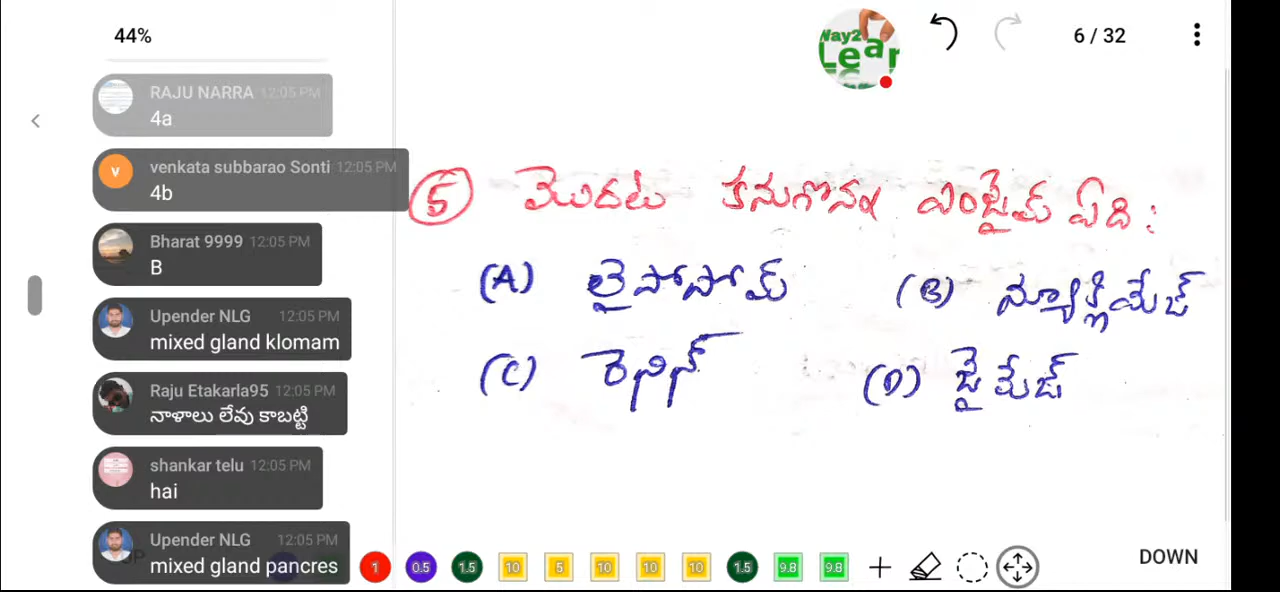 44%
Way2
Lear
6 / 32
RAJU NARRA 12:05 PM
4a
venkata subbarao Sonti 12:05 PM
v
4b
Bharat 9999 12:05 PM
B
Upender NLG 12:05 PM
mixed gland klomam
Raju Etakarla95 12:05 PM
నాళాలు లేవు కాబట్టి
shankar telu 12:05 PM
hai
Upender NLG 12:05 PM
mixed gland pancres
5 మొదట కనుగొనబడిన ఎంజైమ్ ఏది :
(A) లైపోపోమ్ (B) న్యూక్లియేజ్
(C) రెనిన్ (D) జైమేజ్
1 0.5 1.5 10 5 10 10 10 1.5 9.8 9.8
DOWN